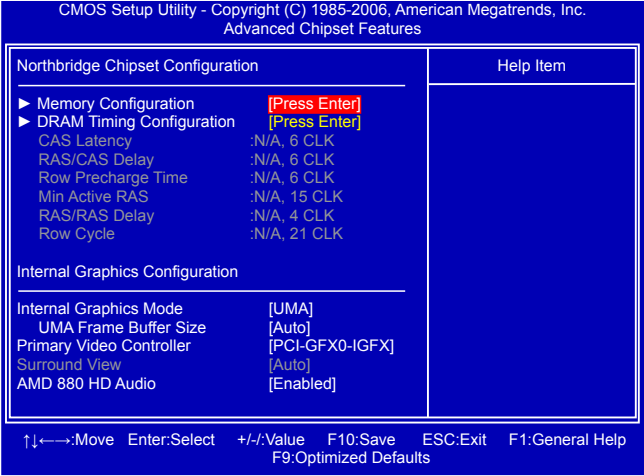 CMOS Setup Utility - Copyright (C) 1985-2006, American Megatrends, Inc.
Advanced Chipset Features
Northbridge Chipset Configuration
Help Item
► Memory Configuration [Press Enter]
► DRAM Timing Configuration [Press Enter]
CAS Latency :N/A, 6 CLK
RAS/CAS Delay :N/A, 6 CLK
Row Precharge Time :N/A, 6 CLK
Min Active RAS :N/A, 15 CLK
RAS/RAS Delay :N/A, 4 CLK
Row Cycle :N/A, 21 CLK
Internal Graphics Configuration
Internal Graphics Mode [UMA]
UMA Frame Buffer Size [Auto]
Primary Video Controller [PCI-GFX0-IGFX]
Surround View [Auto]
AMD 880 HD Audio [Enabled]
↑↓←→:Move Enter:Select +/-/:Value F10:Save ESC:Exit F1:General Help
F9:Optimized Defaults